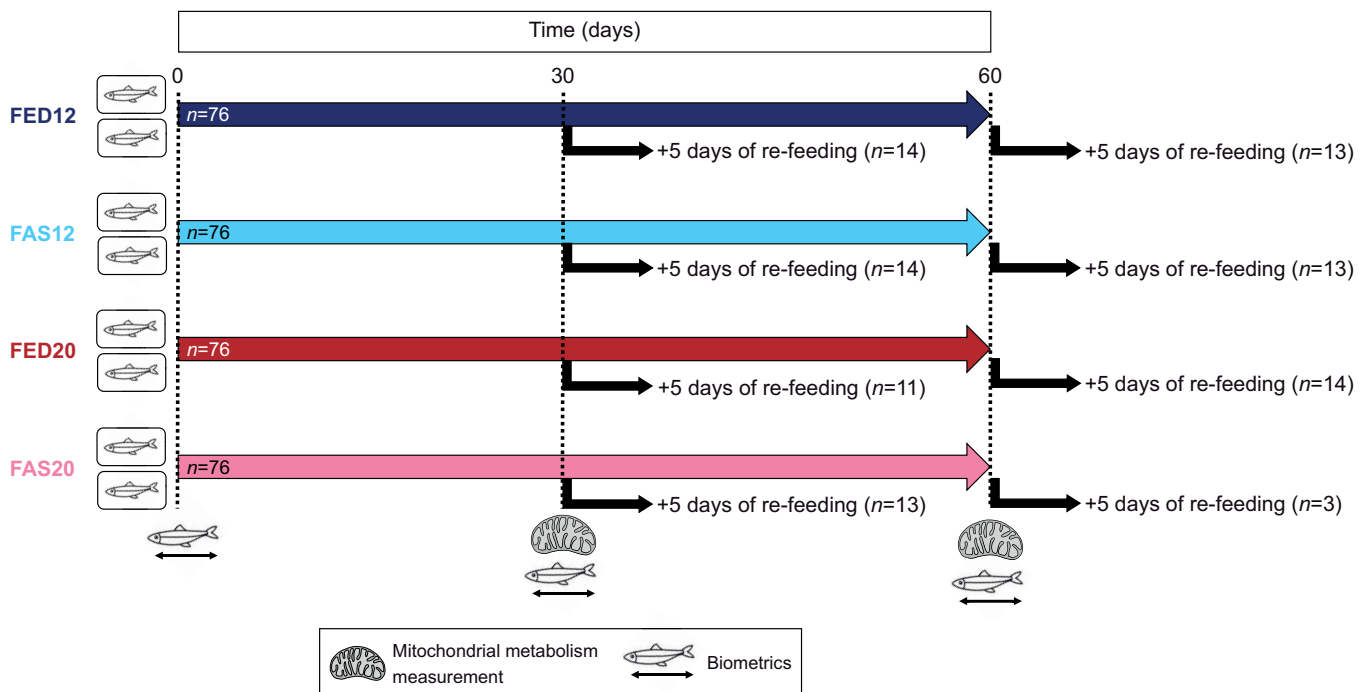 Time (days)
0 30 60
FED12
n=76
+5 days of re-feeding (n=14)
+5 days of re-feeding (n=13)
FAS12
n=76
+5 days of re-feeding (n=14)
+5 days of re-feeding (n=13)
FED20
n=76
+5 days of re-feeding (n=11)
+5 days of re-feeding (n=14)
FAS20
n=76
+5 days of re-feeding (n=13)
+5 days of re-feeding (n=3)
Mitochondrial metabolism
measurement
Biometrics